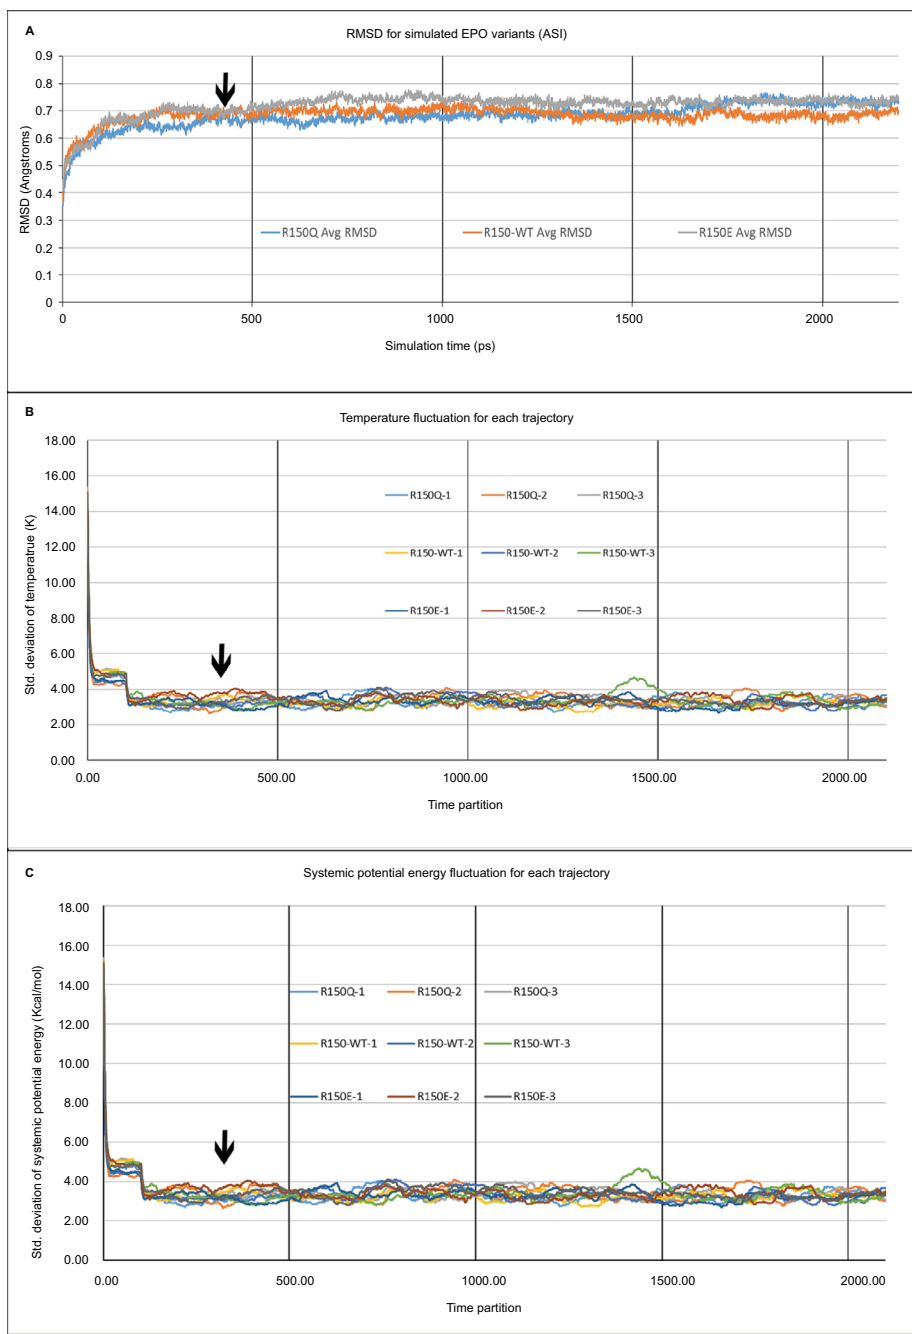 A
RMSD for simulated EPO variants (ASI)
0.9
0.8
0.7
0.6
0.5
0.4
0.3
0.2
0.1
0
RMSD (Angstroms)
R150Q Avg RMSD R150-WT Avg RMSD R150E Avg RMSD
0 500 1000 1500 2000
Simulation time (ps)
B
Temperature fluctuation for each trajectory
18.00
16.00
14.00
12.00
10.00
8.00
6.00
4.00
2.00
0.00
Std. deviation of temperatrue (K)
R150Q-1 R150Q-2 R150Q-3
R150-WT-1 R150-WT-2 R150-WT-3
R150E-1 R150E-2 R150E-3
0.00 500.00 1000.00 1500.00 2000.00
Time partition
C
Systemic potential energy fluctuation for each trajectory
18.00
16.00
14.00
12.00
10.00
8.00
6.00
4.00
2.00
0.00
Std. deviation of systemic potential energy (Kcal/mol)
R150Q-1 R150Q-2 R150Q-3
R150-WT-1 R150-WT-2 R150-WT-3
R150E-1 R150E-2 R150E-3
0.00 500.00 1000.00 1500.00 2000.00
Time partition